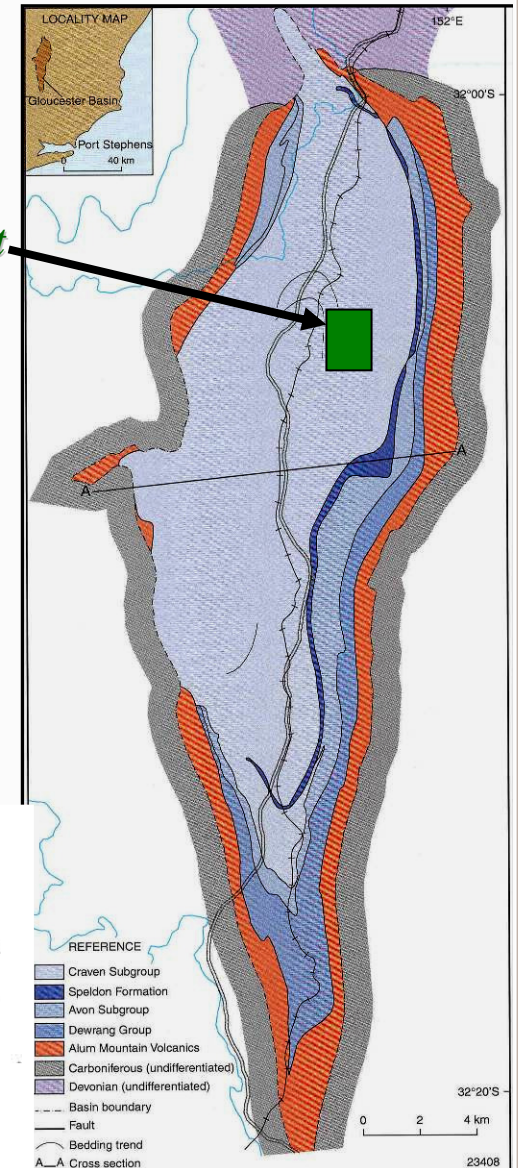 LOCALITY MAP
Gloucester Basin
Port Stephens
0 40 km
152°E
32°00'S
t
A
A
REFERENCE
Craven Subgroup
Speldon Formation
Avon Subgroup
Dewrang Group
Alum Mountain Volcanics
Carboniferous (undifferentiated)
Devonian (undifferentiated)
Basin boundary
Fault
Bedding trend
A A Cross section
32°20'S
0 2 4 km
23408